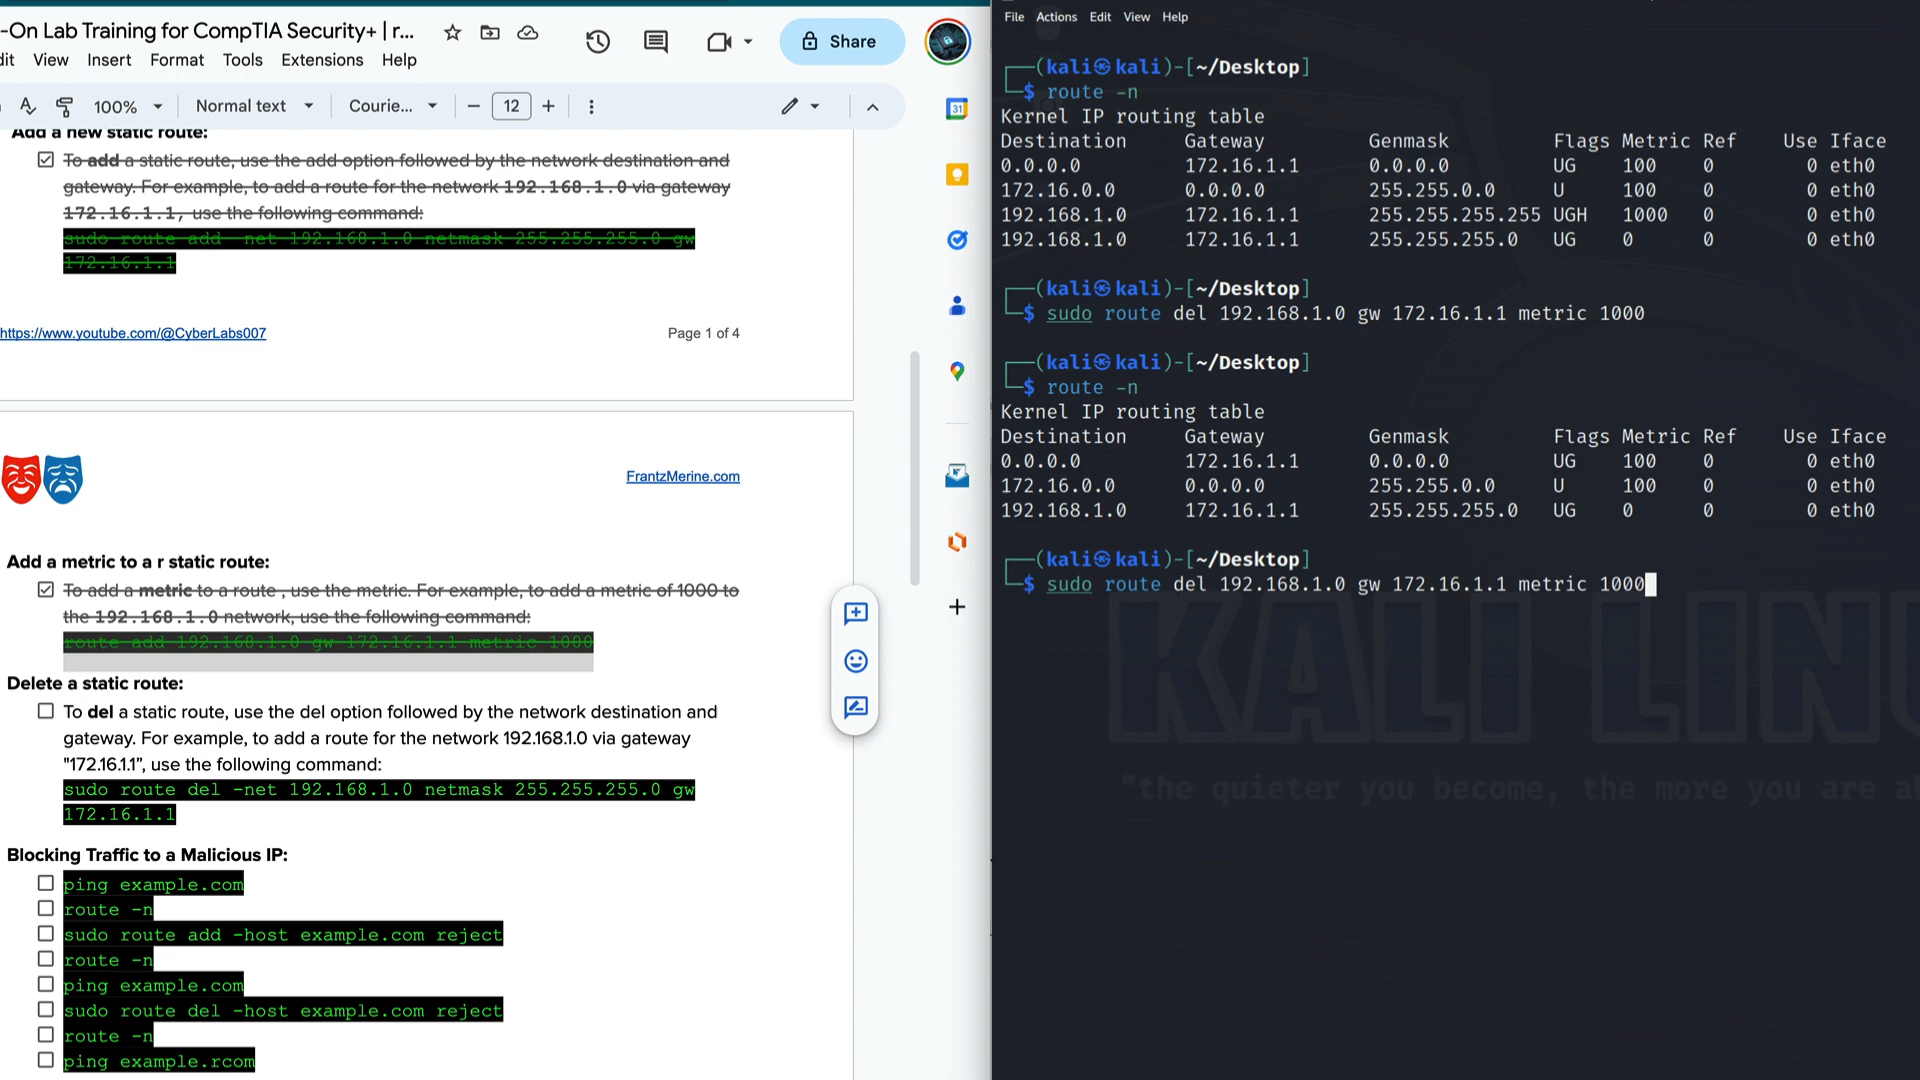 -On Lab Training for CompTIA Security+ | r...
Share
dit View Insert Format Tools Extensions Help
100% Normal text Courie... 12
31
Add a new static route:
To add a static route, use the add option followed by the network destination and
gateway. For example, to add a route for the network 192.168.1.0 via gateway
172.16.1.1, use the following command:
sudo route add -net 192.168.1.0 netmask 255.255.255.0 gw
172.16.1.1
https://www.youtube.com/@CyberLabs007
Page 1 of 4
FrantzMerine.com
Add a metric to a r static route:
To add a metric to a route , use the metric. For example, to add a metric of 1000 to
the 192.168.1.0 network, use the following command:
route add 192.168.1.0 gw 172.16.1.1 metric 1000
Delete a static route:
To del a static route, use the del option followed by the network destination and
gateway. For example, to add a route for the network 192.168.1.0 via gateway
"172.16.1.1”, use the following command:
sudo route del -net 192.168.1.0 netmask 255.255.255.0 gw
172.16.1.1
Blocking Traffic to a Malicious IP:
ping example.com
route -n
sudo route add -host example.com reject
route -n
ping example.com
sudo route del -host example.com reject
route -n
ping example.rcom
File Actions Edit View Help
(kali㉿kali)-[~/Desktop]
$ route -n
Kernel IP routing table
Destination Gateway Genmask Flags Metric Ref Use Iface
0.0.0.0 172.16.1.1 0.0.0.0 UG 100 0 0 eth0
172.16.0.0 0.0.0.0 255.255.0.0 U 100 0 0 eth0
192.168.1.0 172.16.1.1 255.255.255.255 UGH 1000 0 0 eth0
192.168.1.0 172.16.1.1 255.255.255.0 UG 0 0 0 eth0
(kali㉿kali)-[~/Desktop]
$ sudo route del 192.168.1.0 gw 172.16.1.1 metric 1000
(kali㉿kali)-[~/Desktop]
$ route -n
Kernel IP routing table
Destination Gateway Genmask Flags Metric Ref Use Iface
0.0.0.0 172.16.1.1 0.0.0.0 UG 100 0 0 eth0
172.16.0.0 0.0.0.0 255.255.0.0 U 100 0 0 eth0
192.168.1.0 172.16.1.1 255.255.255.0 UG 0 0 0 eth0
(kali㉿kali)-[~/Desktop]
$ sudo route del 192.168.1.0 gw 172.16.1.1 metric 1000
KALI LINU
"the quieter you become, the more you are a